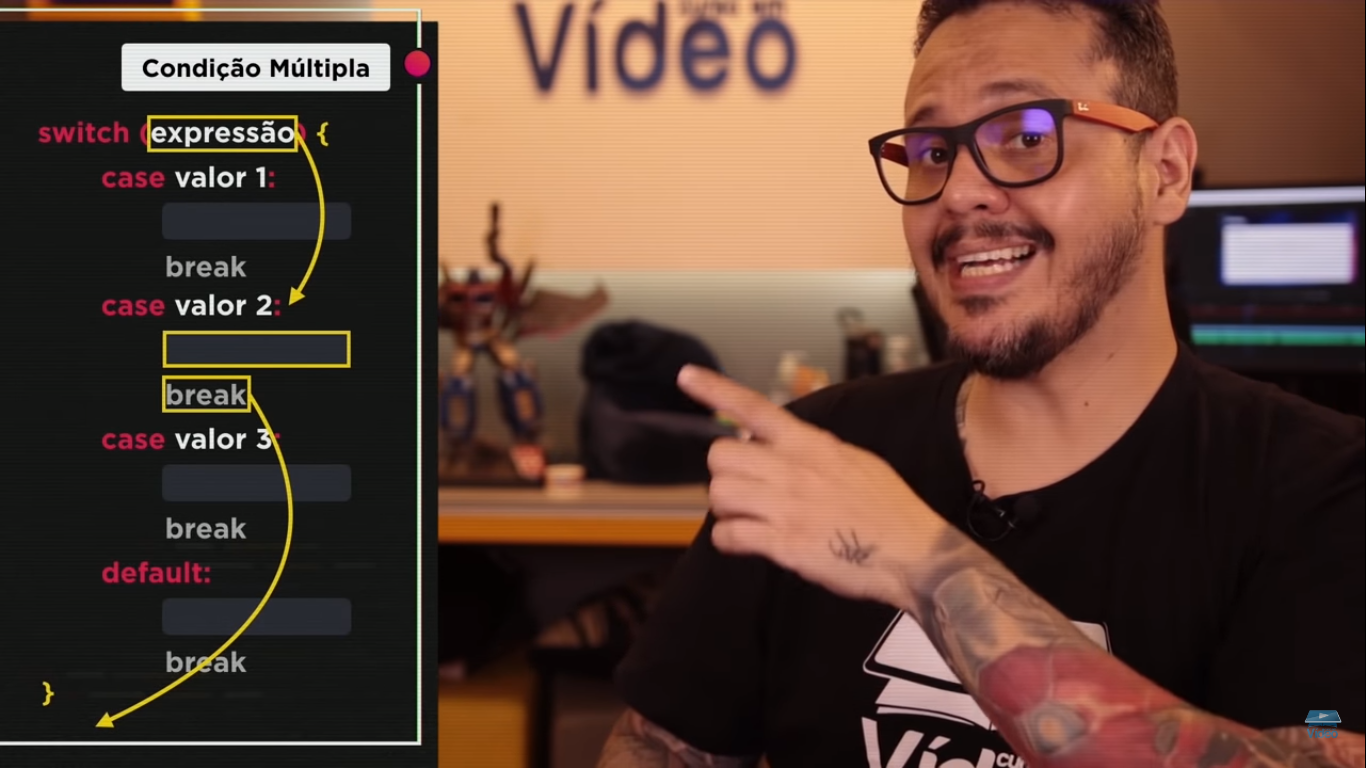 Condição Múltipla
switch (expressão) {
case valor 1:
break
case valor 2:
break
case valor 3:
break
default:
break
}
curso em
Vídeo